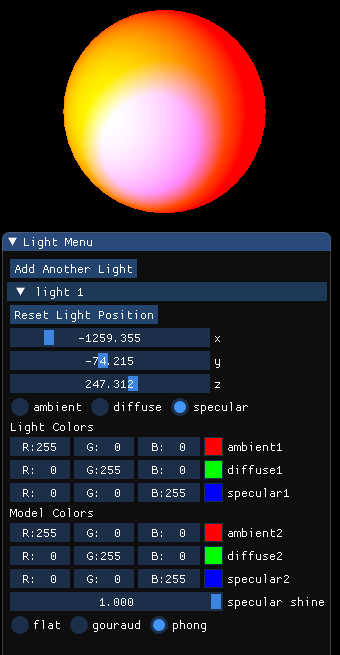 Light Menu
Add Another Light
light 1
Reset Light Position
-1259.355 x
-74.215 y
247.312 z
ambient diffuse specular
Light Colors
R:255 G: 0 B: 0 ambient1
R: 0 G:255 B: 0 diffuse1
R: 0 G: 0 B:255 specular1
Model Colors
R:255 G: 0 B: 0 ambient2
R: 0 G:255 B: 0 diffuse2
R: 0 G: 0 B:255 specular2
1.000 specular shine
flat gouraud phong